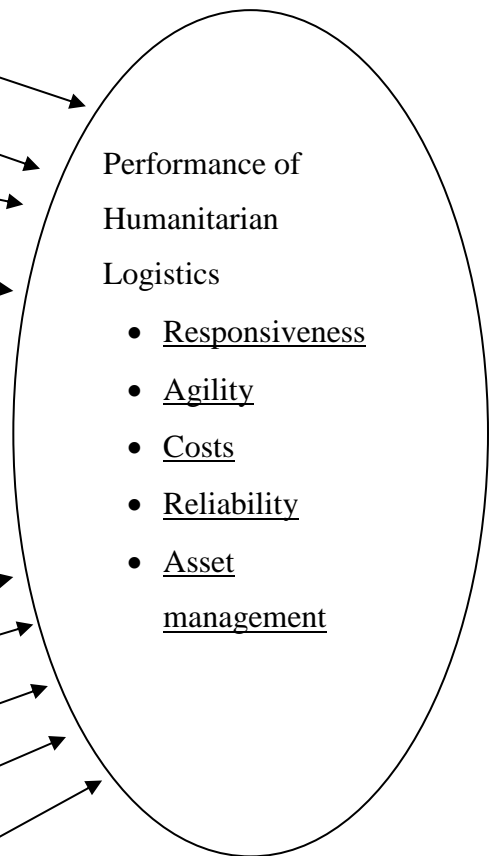 Performance of
Humanitarian
Logistics
• Responsiveness
• Agility
• Costs
• Reliability
• Asset
management